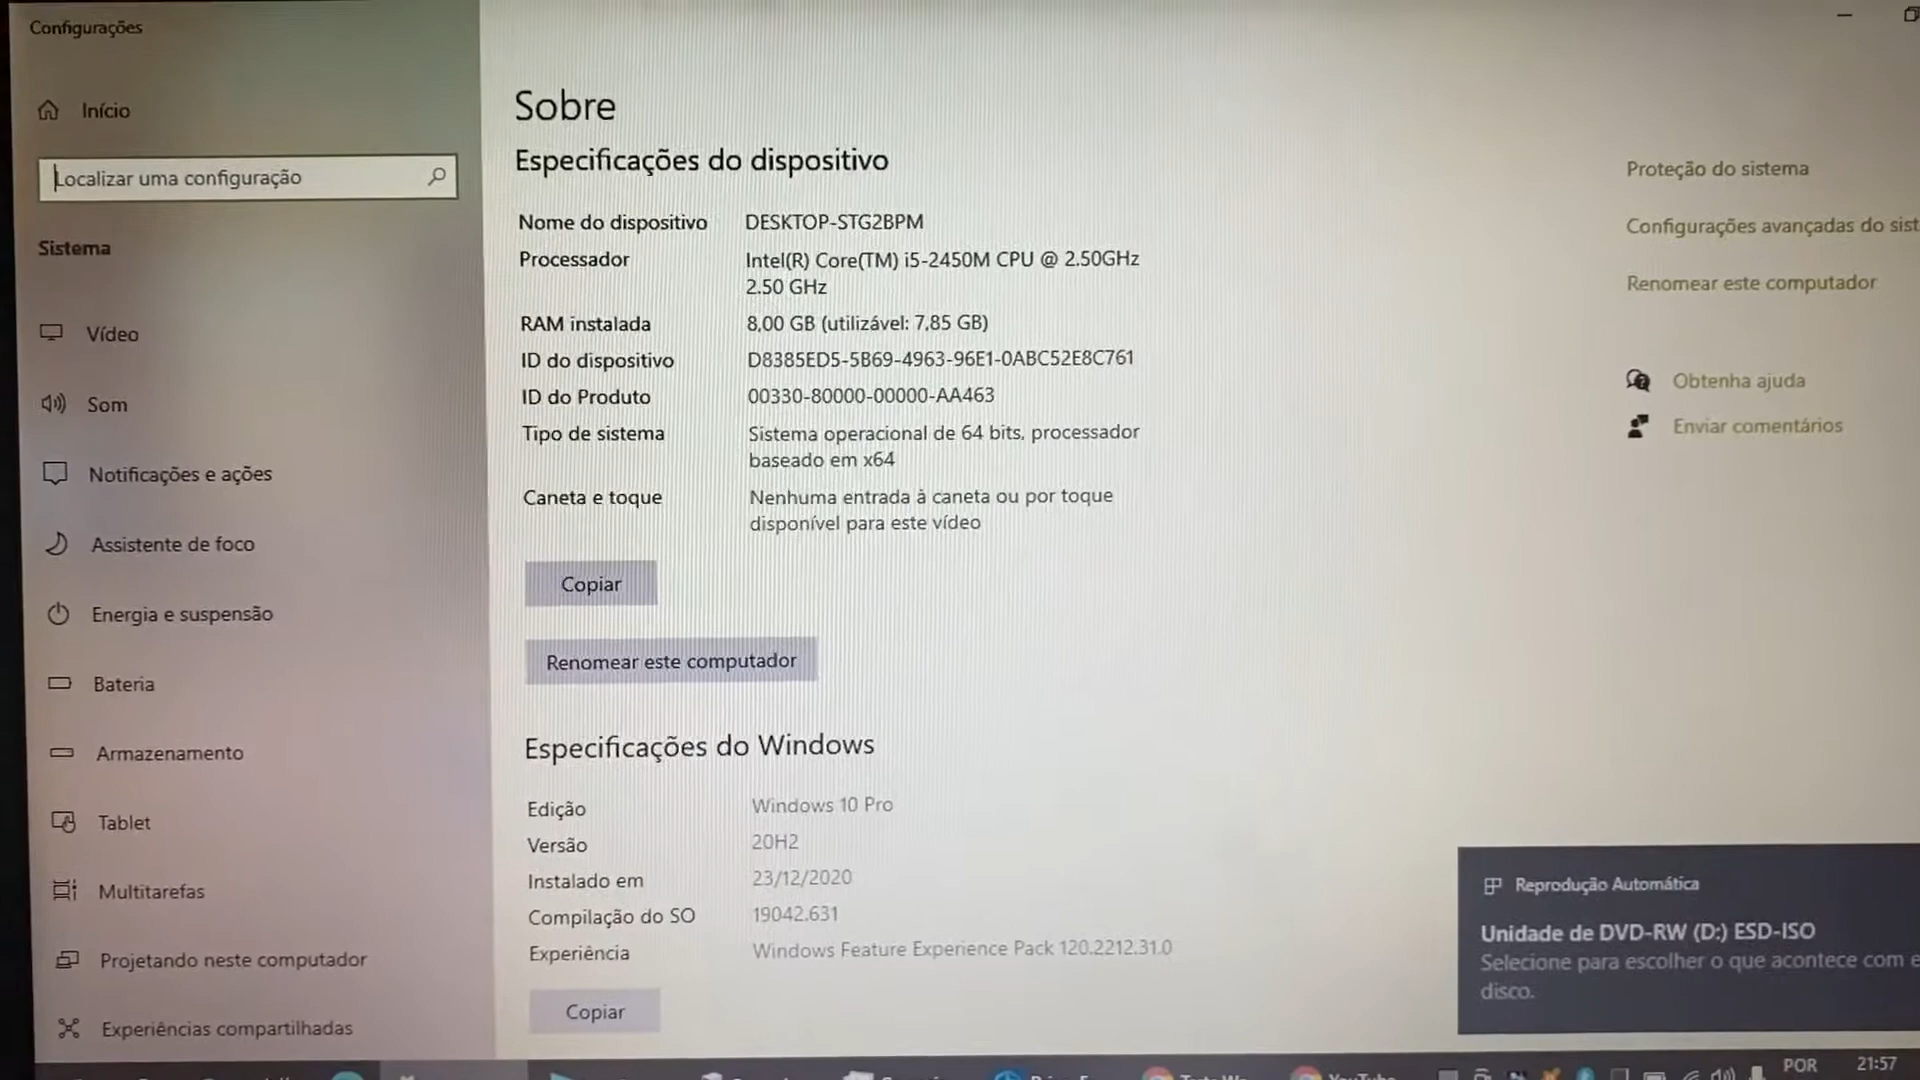 Configurações
Início
Localizar uma configuração
Sistema
Vídeo
Som
Notificações e ações
Assistente de foco
Energia e suspensão
Bateria
Armazenamento
Tablet
Multitarefas
Projetando neste computador
Experiências compartilhadas
Sobre
Especificações do dispositivo
Nome do dispositivo DESKTOP-STG2BPM
Processador Intel(R) Core(TM) i5-2450M CPU @ 2.50GHz
2.50 GHz
RAM instalada 8,00 GB (utilizável: 7,85 GB)
ID do dispositivo D8385ED5-5B69-4963-96E1-0ABC52E8C761
ID do Produto 00330-80000-00000-AA463
Tipo de sistema Sistema operacional de 64 bits, processador
baseado em x64
Caneta e toque Nenhuma entrada à caneta ou por toque
disponível para este vídeo
Copiar
Renomear este computador
Especificações do Windows
Edição Windows 10 Pro
Versão 20H2
Instalado em 23/12/2020
Compilação do SO 19042.631
Experiência Windows Feature Experience Pack 120.2212.31.0
Copiar
Proteção do sistema
Configurações avançadas do sist
Renomear este computador
Obtenha ajuda
Enviar comentários
Reprodução Automática
Unidade de DVD-RW (D:) ESD-ISO
Selecione para escolher o que acontece com e
disco.
YouTube
POR
21:57